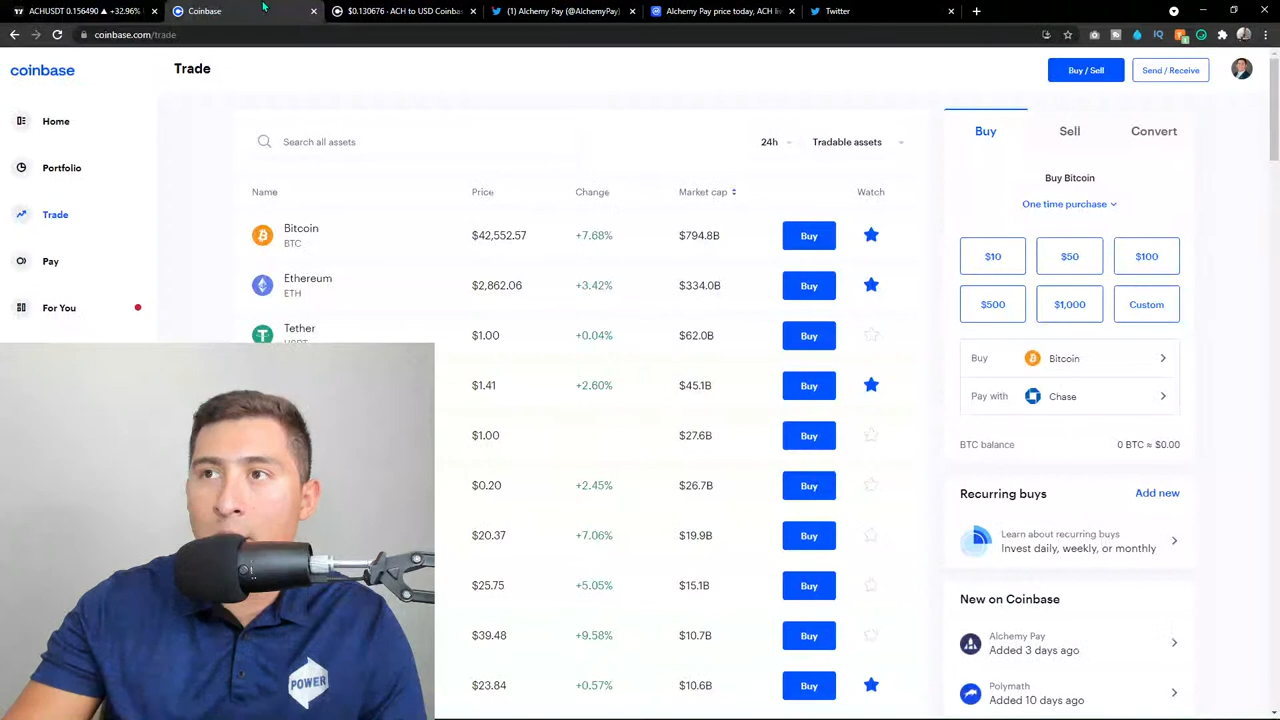 ACHUSDT 0.156490 ▲ +32.96%
Coinbase
$0.130676 - ACH to USD Coinbas
(1) Alchemy Pay (@AlchemyPay)
Alchemy Pay price today, ACH liv
Twitter
coinbase.com/trade
coinbase
Trade
Buy / Sell
Send / Receive
Home
Portfolio
Trade
Pay
For You
Search all assets
24h
Tradable assets
Name
Price
Change
Market cap
Watch
Bitcoin
BTC
$42,552.57
+7.68%
$794.8B
Buy
Ethereum
ETH
$2,862.06
+3.42%
$334.0B
Buy
Tether
USDT
$1.00
+0.04%
$62.0B
Buy
$1.41
+2.60%
$45.1B
Buy
$1.00
$27.6B
Buy
$0.20
+2.45%
$26.7B
Buy
$20.37
+7.06%
$19.9B
Buy
$25.75
+5.05%
$15.1B
Buy
$39.48
+9.58%
$10.7B
Buy
$23.84
+0.57%
$10.6B
Buy
Buy
Sell
Convert
Buy Bitcoin
One time purchase
$10
$50
$100
$500
$1,000
Custom
Buy
Bitcoin
Pay with
Chase
BTC balance
0 BTC ≈ $0.00
Recurring buys
Add new
Learn about recurring buys
Invest daily, weekly, or monthly
New on Coinbase
Alchemy Pay
Added 3 days ago
Polymath
Added 10 days ago
POWER